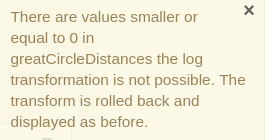 There are values smaller or
equal to 0 in
greatCircleDistances the log
transformation is not possible. The
transform is rolled back and
displayed as before.